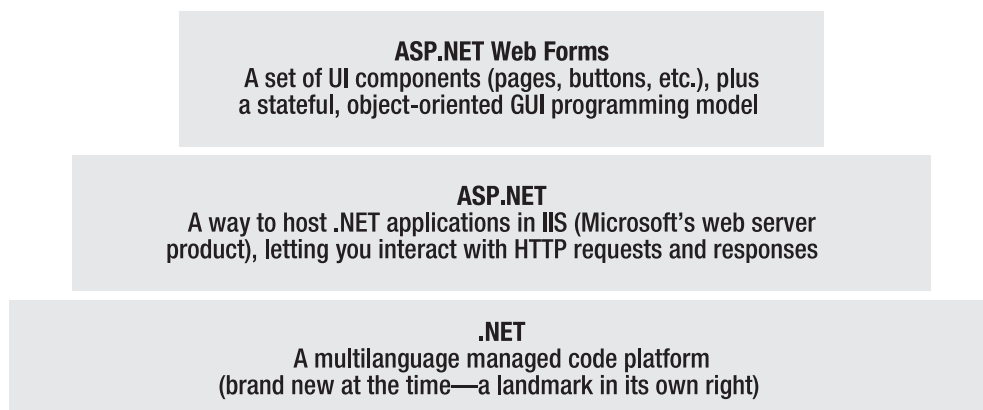 ASP.NET Web Forms
A set of UI components (pages, buttons, etc.), plus
a stateful, object-oriented GUI programming model
ASP.NET
A way to host .NET applications in IIS (Microsoft’s web server
product), letting you interact with HTTP requests and responses
.NET
A multilanguage managed code platform
(brand new at the time—a landmark in its own right)